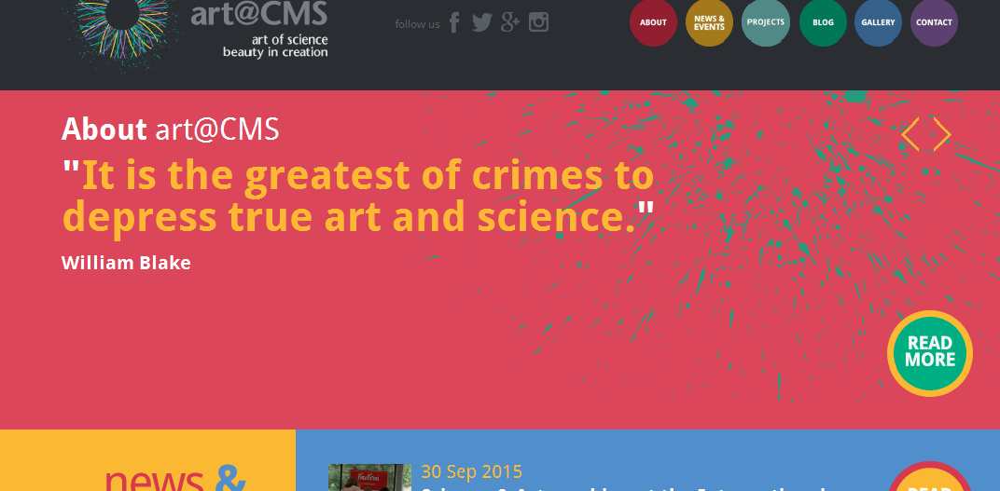 art@CMS
art of science
beauty in creation
follow us
ABOUT
NEWS &
EVENTS
PROJECTS
BLOG
GALLERY
CONTACT
About art@CMS
"It is the greatest of crimes to
depress true art and science."
William Blake
READ
MORE
news &
30 Sep 2015
READ